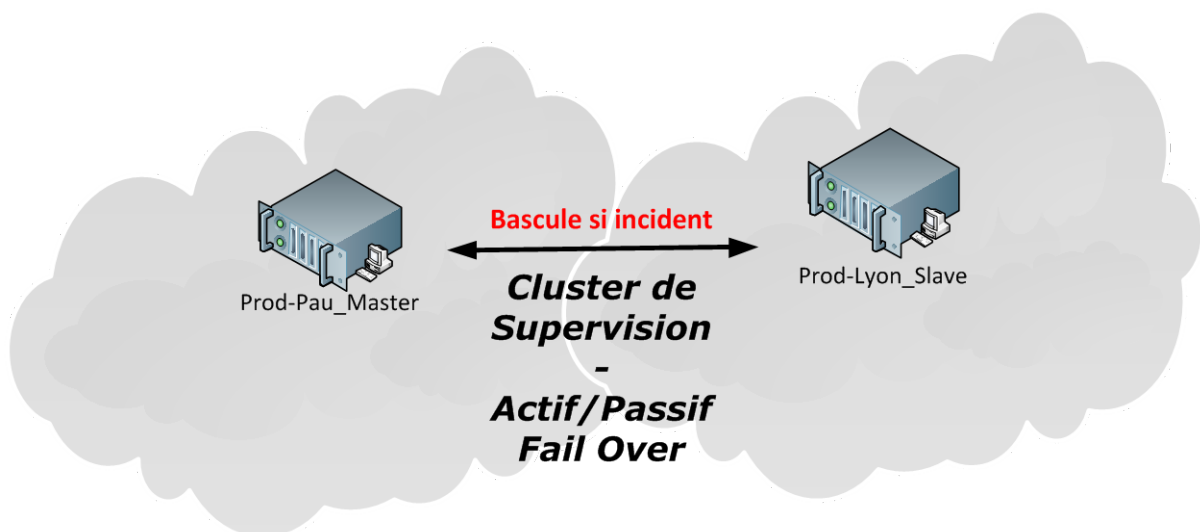 Bascule si incident
Prod-Pau_Master
Prod-Lyon_Slave
Cluster de
Supervision
-
Actif/Passif
Fail Over